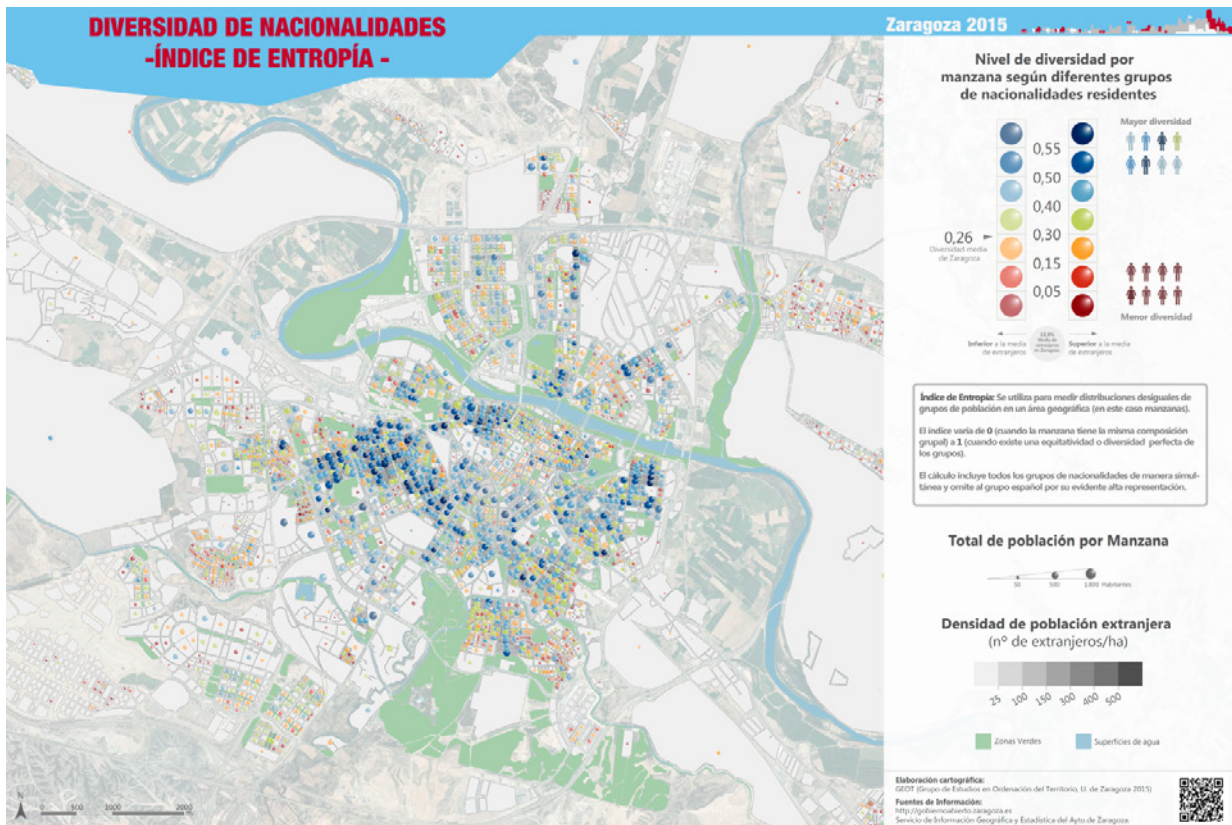 DIVERSIDAD DE NACIONALIDADES
-ÍNDICE DE ENTROPÍA -
Zaragoza 2015
Nivel de diversidad por
manzana según diferentes grupos
de nacionalidades residentes
Mayor diversidad
0,55
0,50
0,40
0,30
0,26
Diversidad media
de Zaragoza
0,15
0,05
Menor diversidad
Inferior a la media
de extranjeros
Media de
extranjeros
en Zaragoza
Superior a la media
de extranjeros
Índice de Entropia: Se utiliza para medir distribuciones desiguales de
grupos de población en un área geográfica (en este caso manzanas).
El índice varia de 0 (cuando la manzana tiene la misma composición
grupal) a 1 (cuando existe una equitatividad o diversidad perfecta de
los grupos).
El cálculo incluye todos los grupos de nacionalidades de manera simul-
tánea y omite al grupo español por su evidente alta representación.
Total de población por Manzana
50 500 1.000 Habitantes
Densidad de población extranjera
(nº de extranjeros/ha)
25 100 150 300 400 500
Zonas Verdes Superficies de agua
Elaboración cartográfica:
GEOT (Grupo de Estudios en Ordenación del Territorio, U. de Zaragoza 2015)
Fuentes de Información:
http://gobiernoabierto.zaragoza.es
Servicio de Información Geográfica y Estadística del Ayto de Zaragoza
N
0 500 1000 2000